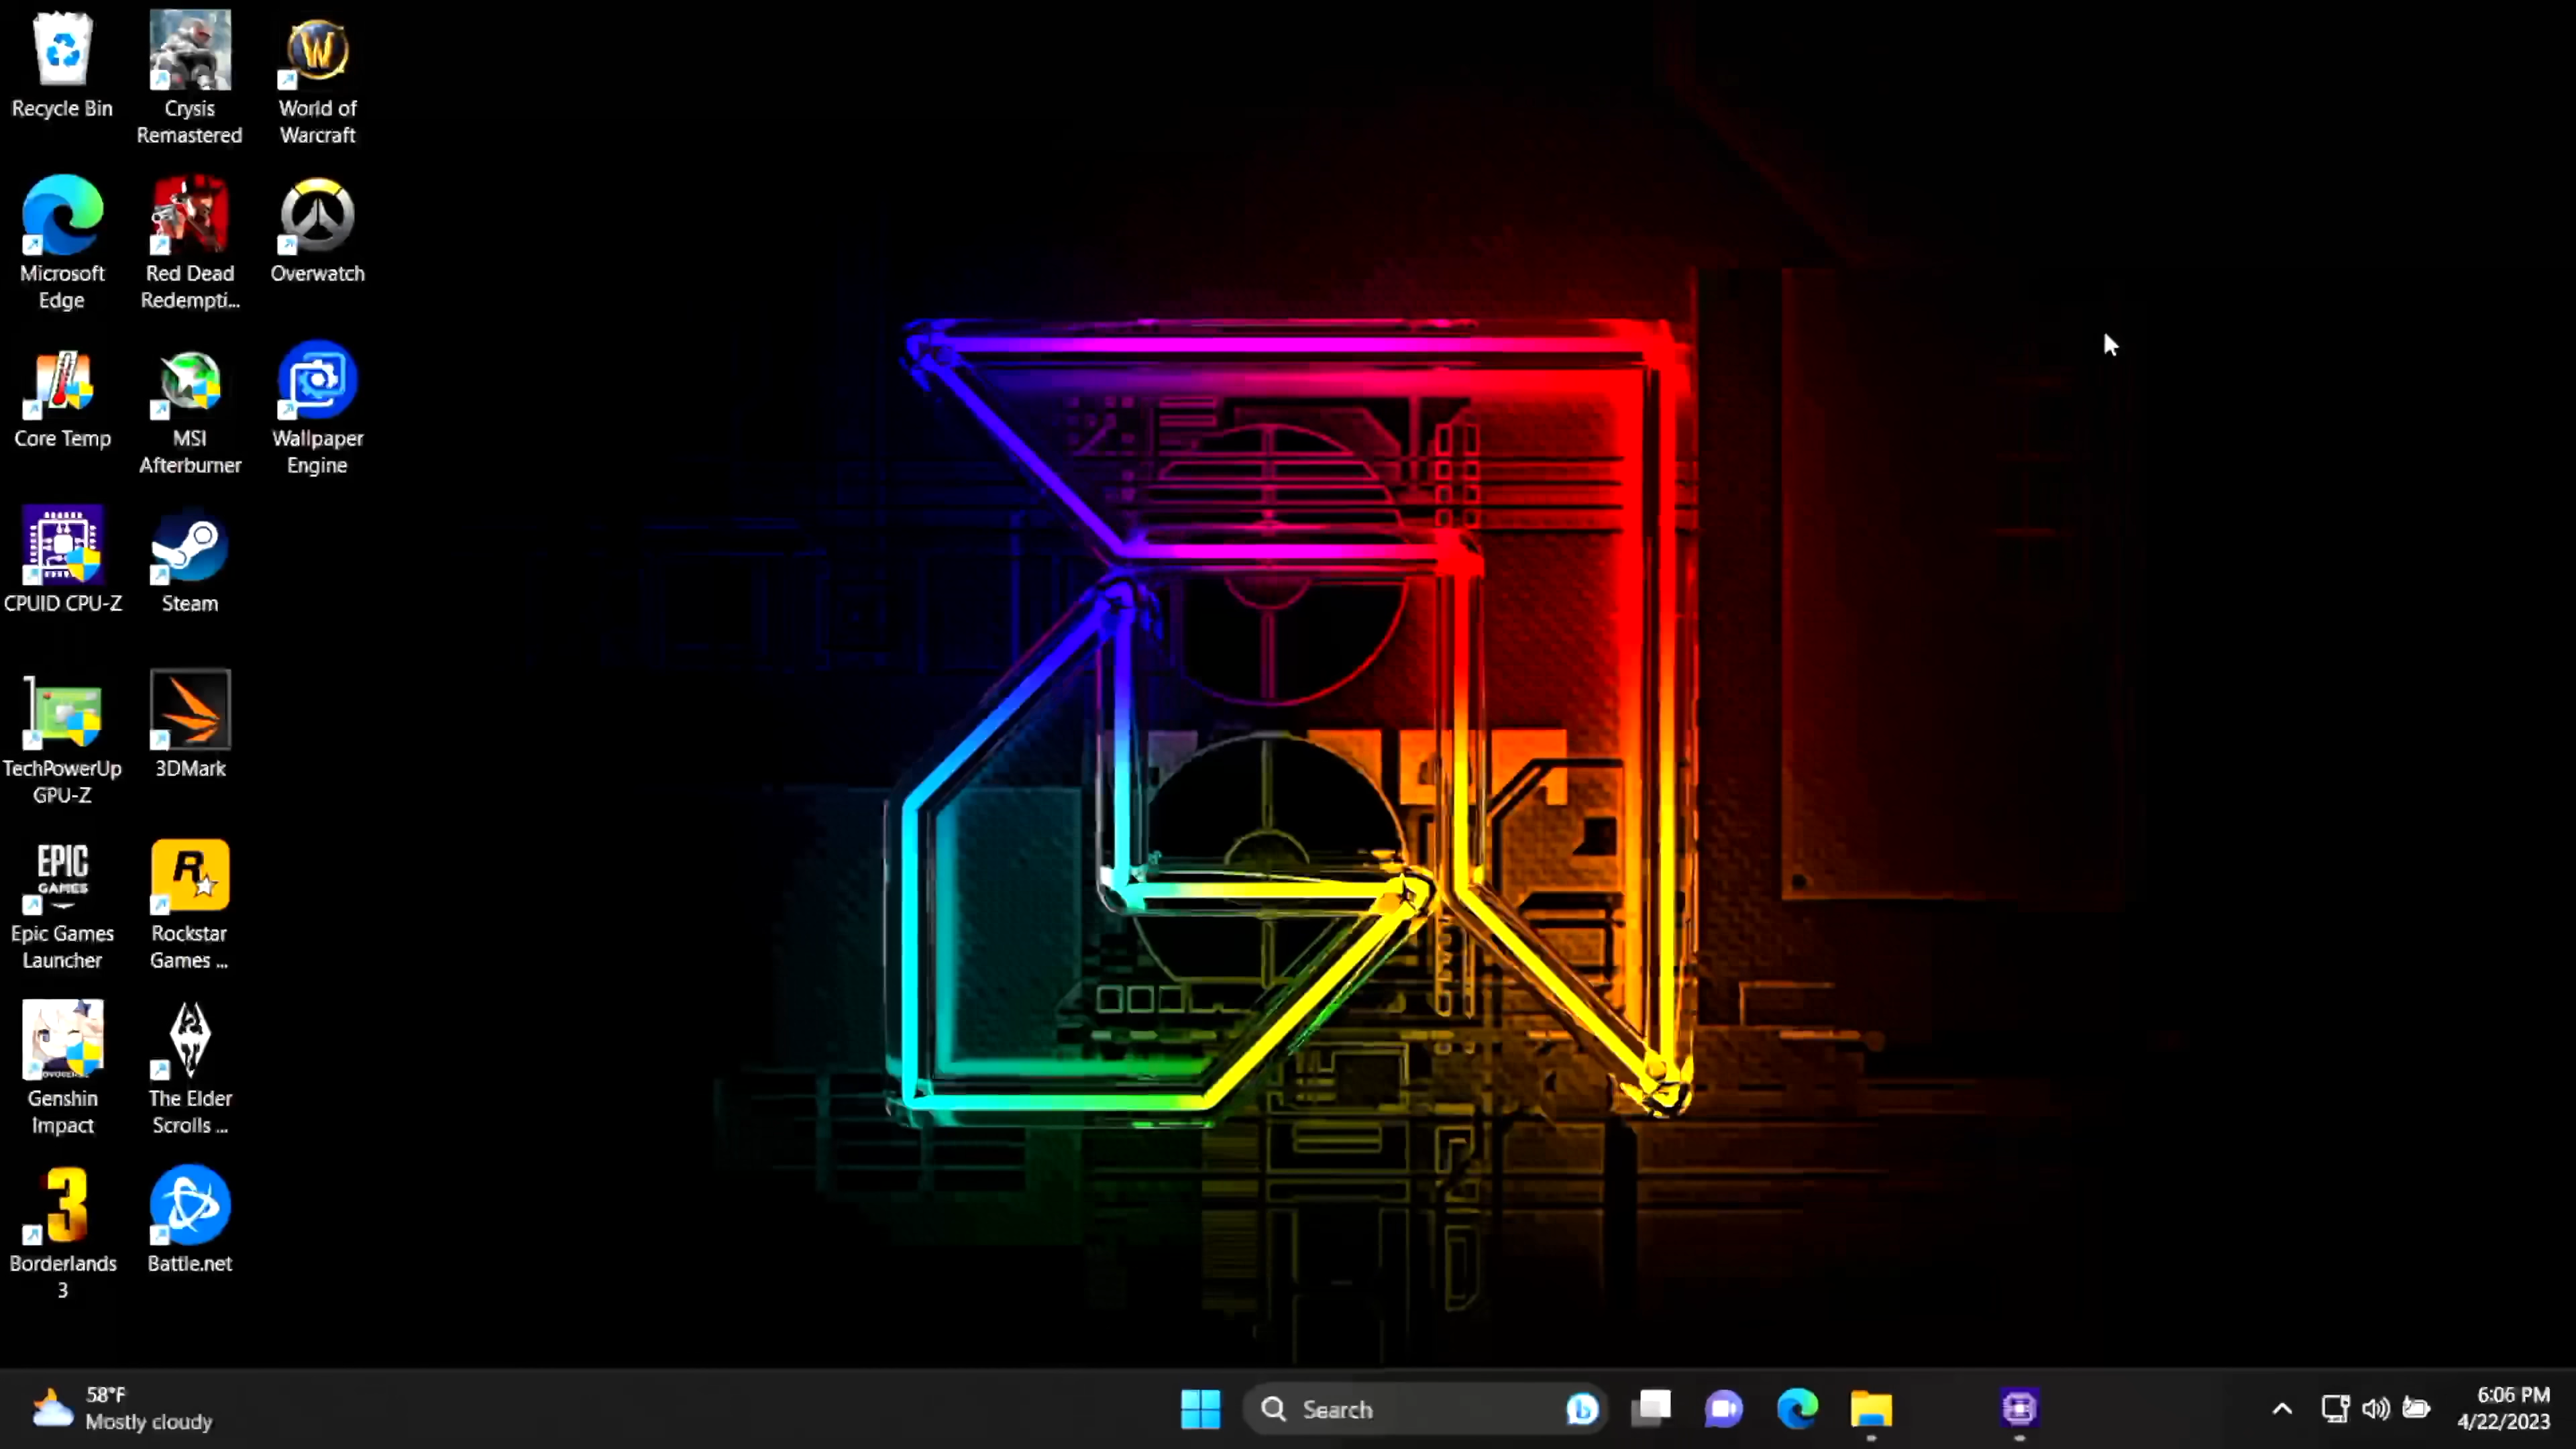 Recycle Bin
Crysis
Remastered
World of
Warcraft
Microsoft
Edge
Red Dead
Redempti...
Overwatch
Core Temp
MSI
Afterburner
Wallpaper
Engine
CPUID CPU-Z
Steam
TechPowerUp
GPU-Z
3DMark
EPIC
GAMES
Epic Games
Launcher
R
Rockstar
Games ...
Genshin
Impact
The Elder
Scrolls ...
3
Borderlands
3
Battle.net
W
58°F
Mostly cloudy
Search
b
6:06 PM
4/22/2023